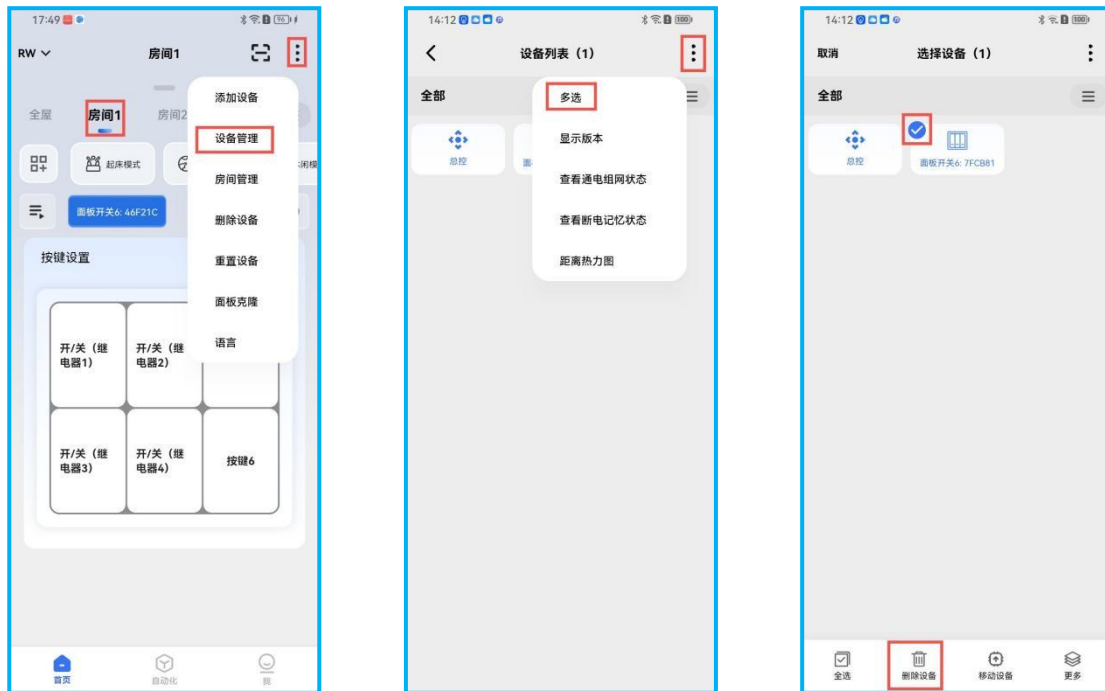 17:49
96
RW
房间1
添加设备
全屋
房间1
房间2
设备管理
起床模式
闲模
房间管理
面板开关6: 46F21C
删除设备
按键设置
重置设备
面板克隆
语言
开/关（继
电器1）
开/关（继
电器2）
开/关（继
电器3）
开/关（继
电器4）
按键6
首页
自动化
我
14:12
100
设备列表（1）
全部
多选
显示版本
总控
面
查看通电组网状态
查看断电记忆状态
距离热力图
14:12
100
取消
选择设备（1）
全部
总控
面板开关6: 7FCB81
全选
删除设备
移动设备
更多